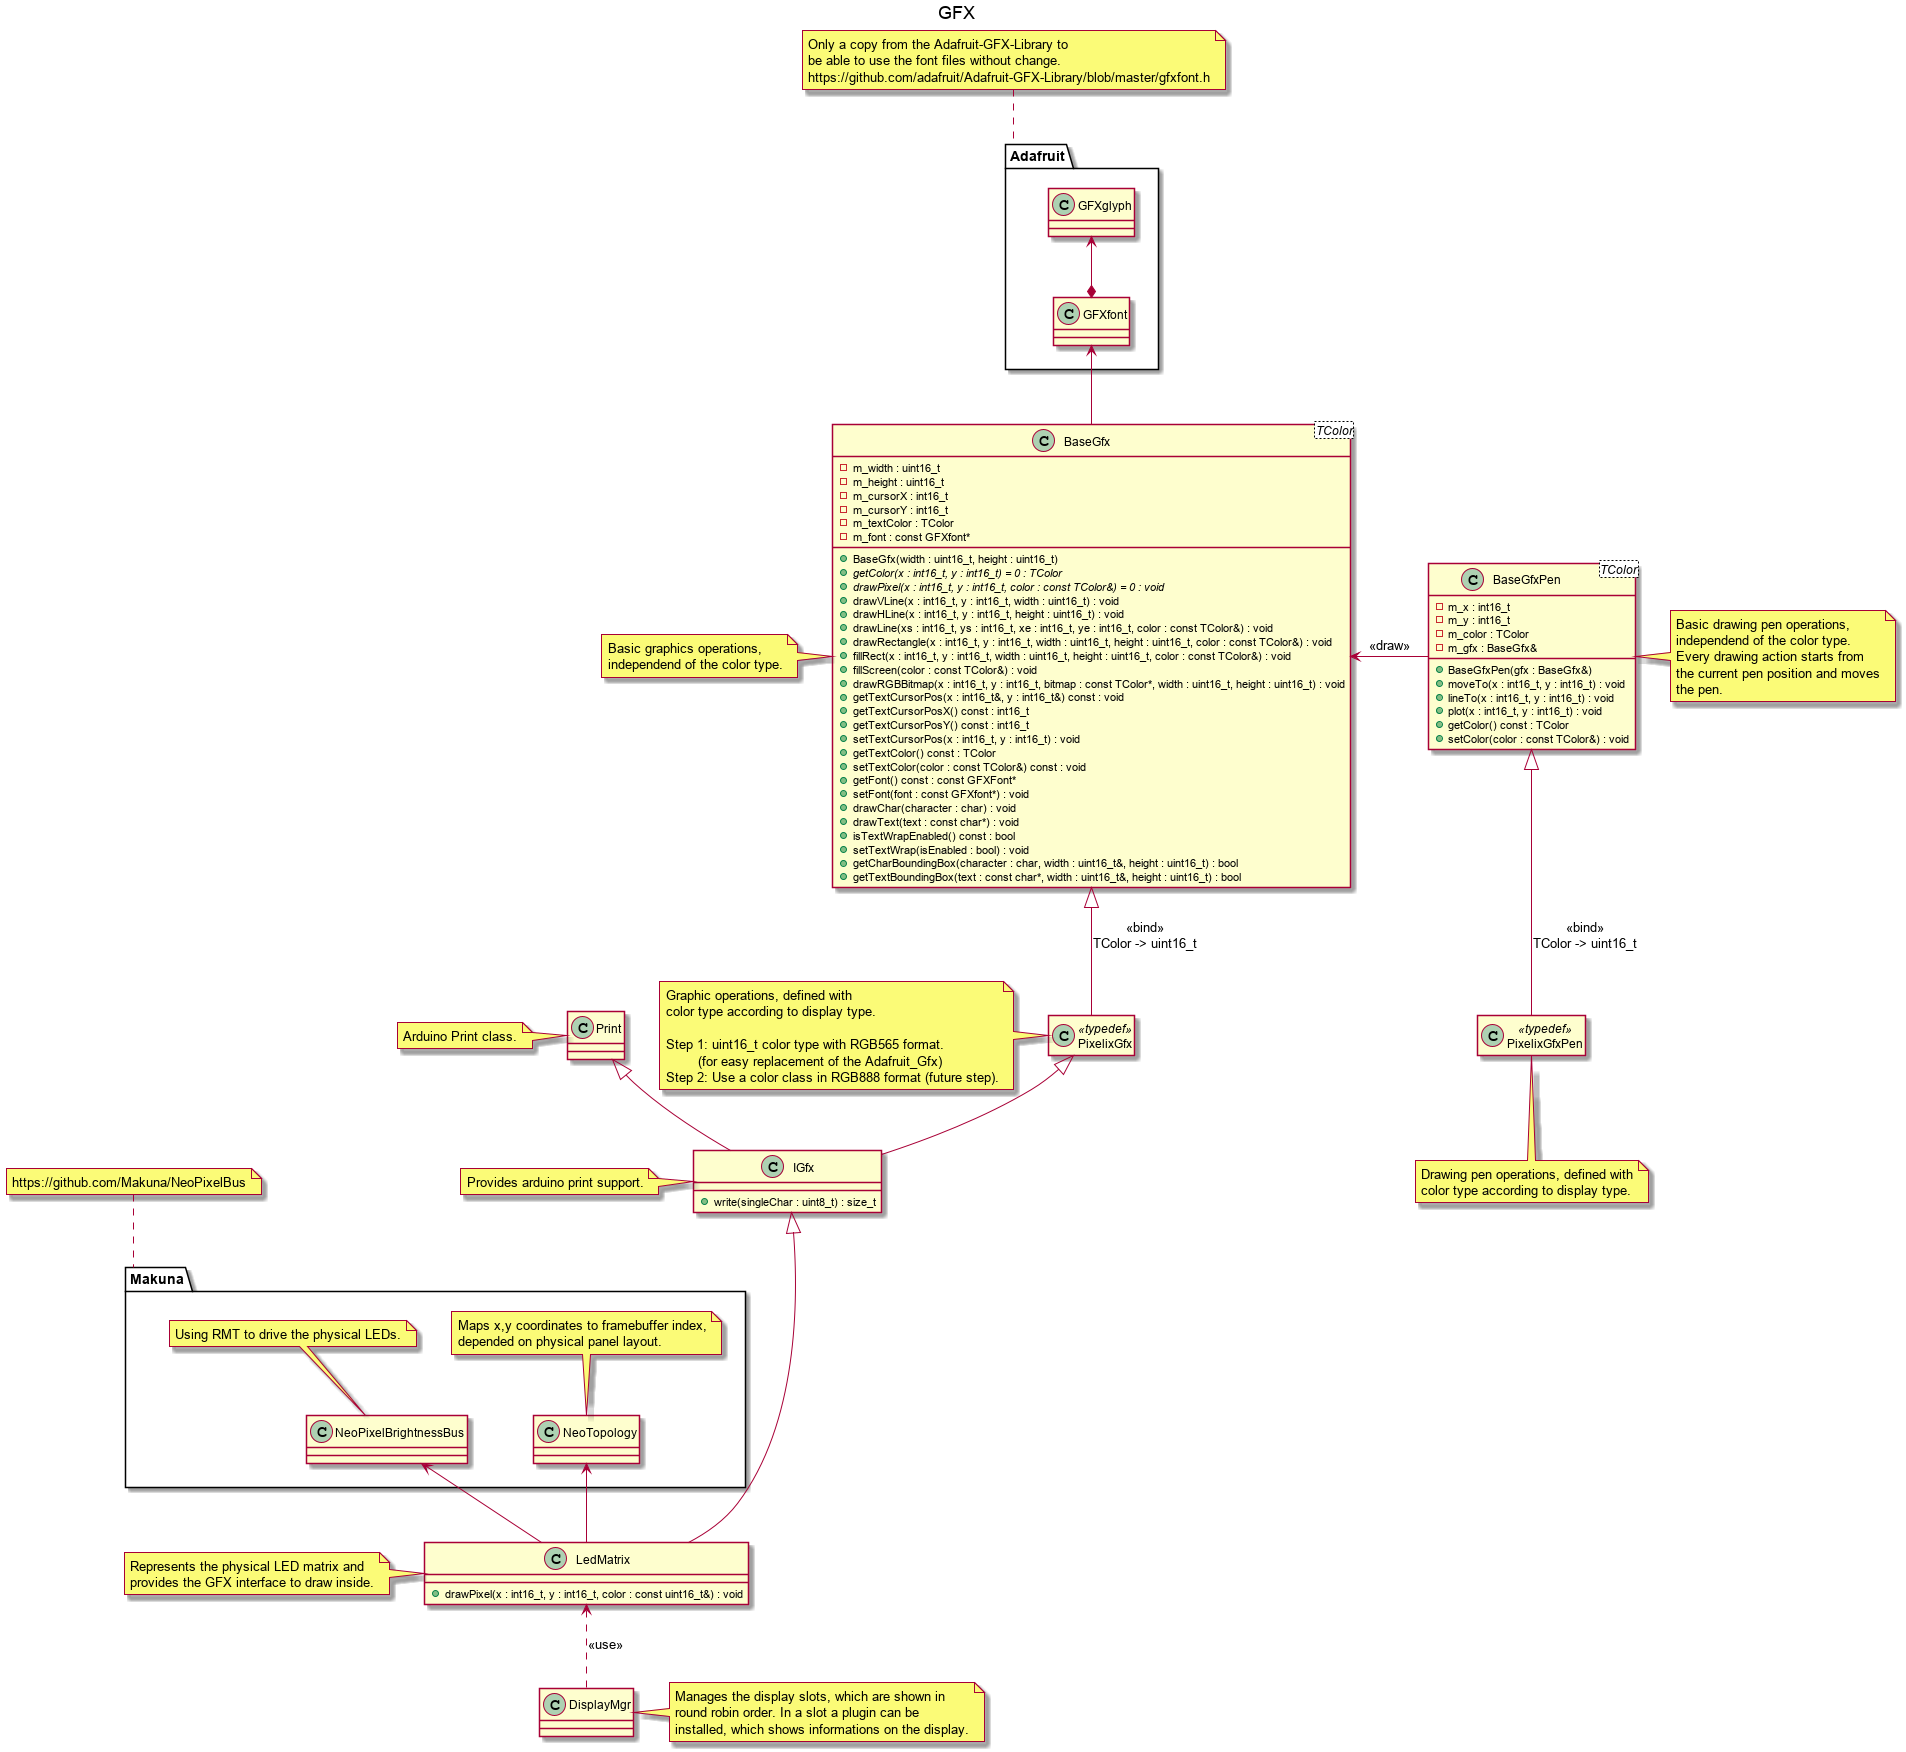 GFX
Only a copy from the Adafruit-GFX-Library to
be able to use the font files without change.
https://github.com/adafruit/Adafruit-GFX-Library/blob/master/gfxfont.h
Adafruit
C GFXglyph
C GFXfont
C BaseGfx
TColor
m_width : uint16_t
m_height : uint16_t
m_cursorX : int16_t
m_cursorY : int16_t
m_textColor : TColor
m_font : const GFXfont*
BaseGfx(width : uint16_t, height : uint16_t)
getColor(x : int16_t, y : int16_t) = 0 : TColor
drawPixel(x : int16_t, y : int16_t, color : const TColor&) = 0 : void
drawVLine(x : int16_t, y : int16_t, width : uint16_t) : void
drawHLine(x : int16_t, y : int16_t, height : uint16_t) : void
drawLine(xs : int16_t, ys : int16_t, xe : int16_t, ye : int16_t, color : const TColor&) : void
drawRectangle(x : int16_t, y : int16_t, width : uint16_t, height : uint16_t, color : const TColor&) : void
fillRect(x : int16_t, y : int16_t, width : uint16_t, height : uint16_t, color : const TColor&) : void
fillScreen(color : const TColor&) : void
drawRGBBitmap(x : int16_t, y : int16_t, bitmap : const TColor*, width : uint16_t, height : uint16_t) : void
getTextCursorPos(x : int16_t&, y : int16_t&) const : void
getTextCursorPosX() const : int16_t
getTextCursorPosY() const : int16_t
setTextCursorPos(x : int16_t, y : int16_t) : void
getTextColor() const : TColor
setTextColor(color : const TColor&) const : void
getFont() const : const GFXFont*
setFont(font : const GFXfont*) : void
drawChar(character : char) : void
drawText(text : const char*) : void
isTextWrapEnabled() const : bool
setTextWrap(isEnabled : bool) : void
getCharBoundingBox(character : char, width : uint16_t&, height : uint16_t) : bool
getTextBoundingBox(text : const char*, width : uint16_t&, height : uint16_t) : bool
Basic graphics operations,
independend of the color type.
«draw»
C BaseGfxPen
TColor
m_x : int16_t
m_y : int16_t
m_color : TColor
m_gfx : BaseGfx&
BaseGfxPen(gfx : BaseGfx&)
moveTo(x : int16_t, y : int16_t) : void
lineTo(x : int16_t, y : int16_t) : void
plot(x : int16_t, y : int16_t) : void
getColor() const : TColor
setColor(color : const TColor&) : void
Basic drawing pen operations,
independend of the color type.
Every drawing action starts from
the current pen position and moves
the pen.
«bind»
TColor -> uint16_t
«bind»
TColor -> uint16_t
Arduino Print class.
C Print
Graphic operations, defined with
color type according to display type.
Step 1: uint16_t color type with RGB565 format.
(for easy replacement of the Adafruit_Gfx)
Step 2: Use a color class in RGB888 format (future step).
C «typedef»
PixelixGfx
C «typedef»
PixelixGfxPen
Drawing pen operations, defined with
color type according to display type.
Provides arduino print support.
C IGfx
write(singleChar : uint8_t) : size_t
https://github.com/Makuna/NeoPixelBus
Makuna
Using RMT to drive the physical LEDs.
Maps x,y coordinates to framebuffer index,
depended on physical panel layout.
C NeoPixelBrightnessBus
C NeoTopology
Represents the physical LED matrix and
provides the GFX interface to draw inside.
C LedMatrix
drawPixel(x : int16_t, y : int16_t, color : const uint16_t&) : void
«use»
C DisplayMgr
Manages the display slots, which are shown in
round robin order. In a slot a plugin can be
installed, which shows informations on the display.